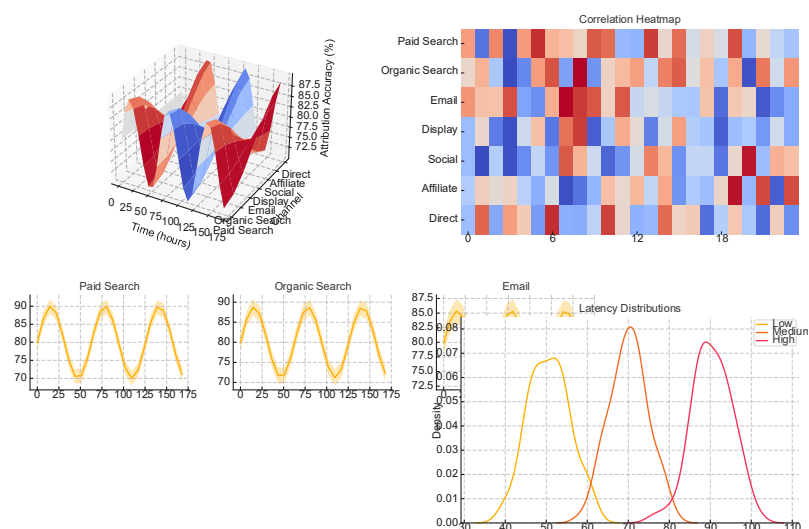 Correlation Heatmap
Paid Search
Organic Search
Email
Display
Social
Affiliate
Direct
0 6 12 18
Attribution Accuracy (%)
87.5
85.0
82.5
80.0
77.5
75.0
72.5
Direct
Affiliate
Social
Display
Email
Organic Search
Paid Search
Channel
0 25 50 75 100 125 150 175
Time (hours)
Paid Search
90
85
80
75
70
0 25 50 75 100 125 150 175
Organic Search
90
85
80
75
70
0 25 50 75 100 125 150 175
Email
87.5
85.0
82.5
80.0
77.5
75.0
72.5
0
Latency Distributions
Low
Medium
High
Density
0.08
0.07
0.06
0.05
0.04
0.03
0.02
0.01
0.00
30 40 50 60 70 80 90 100 110